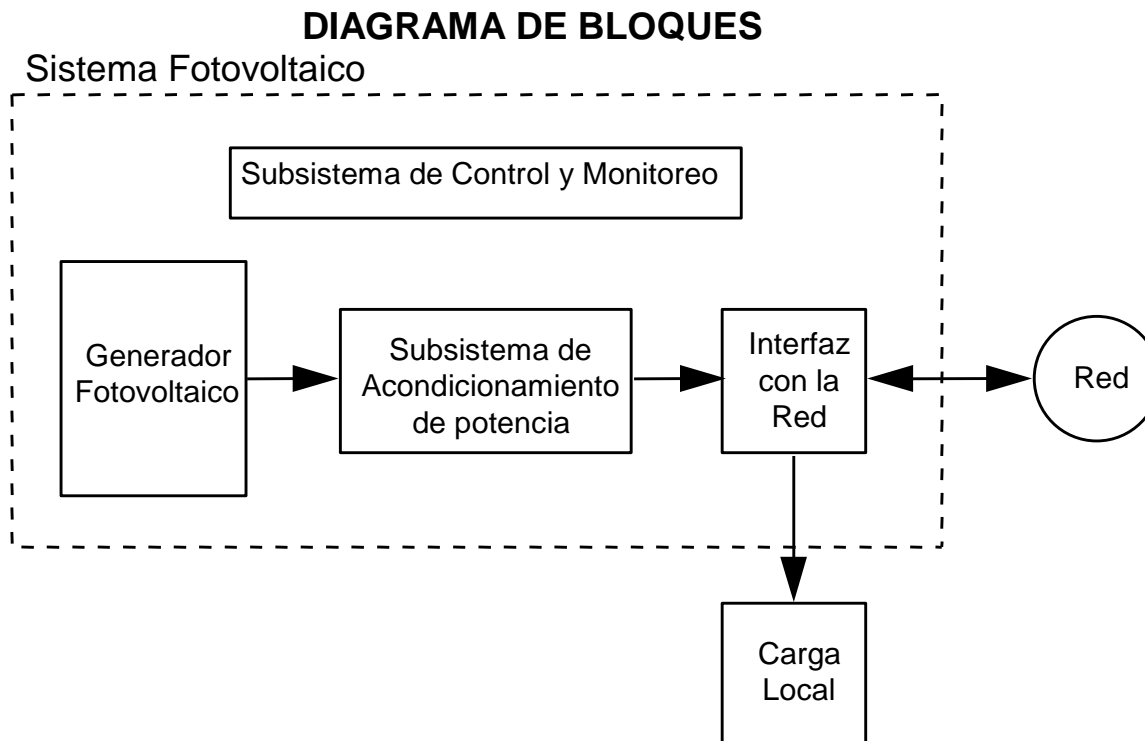 DIAGRAMA DE BLOQUES
Sistema Fotovoltaico
Subsistema de Control y Monitoreo
Generador
Fotovoltaico
Subsistema de
Acondicionamiento
de potencia
Interfaz
con la
Red
Red
Carga
Local